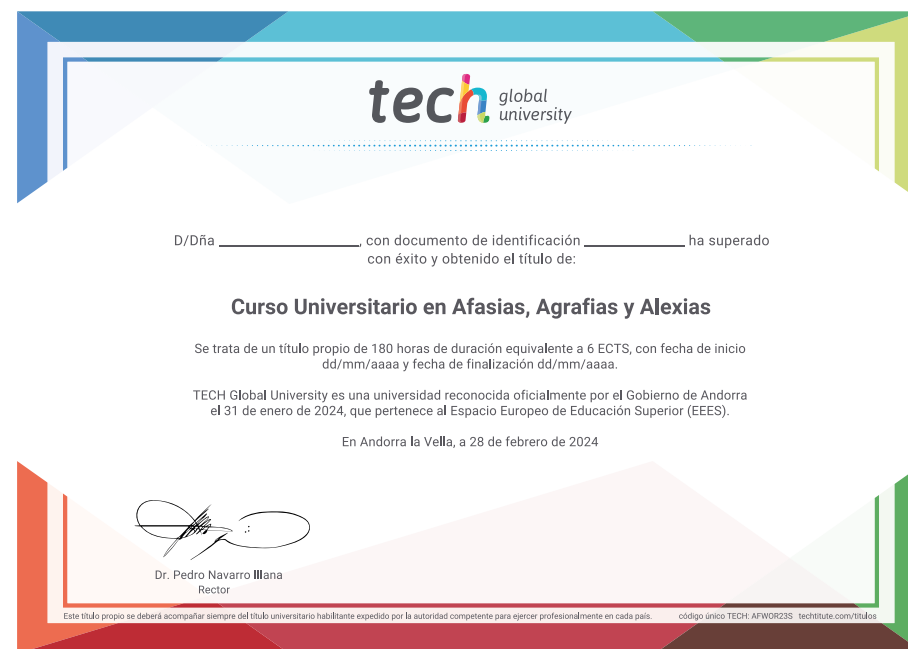 tech global university
D/Dña ____________________, con documento de identificación ______________ ha superado
con éxito y obtenido el título de:
Curso Universitario en Afasias, Agrafias y Alexias
Se trata de un título propio de 180 horas de duración equivalente a 6 ECTS, con fecha de inicio
dd/mm/aaaa y fecha de finalización dd/mm/aaaa.
TECH Global University es una universidad reconocida oficialmente por el Gobierno de Andorra
el 31 de enero de 2024, que pertenece al Espacio Europeo de Educación Superior (EEES).
En Andorra la Vella, a 28 de febrero de 2024
Dr. Pedro Navarro Illana
Rector
Este título propio se deberá acompañar siempre del título universitario habilitante expedido por la autoridad competente para ejercer profesionalmente en cada país. código único TECH: AFWOR23S techtitute.com/titulos